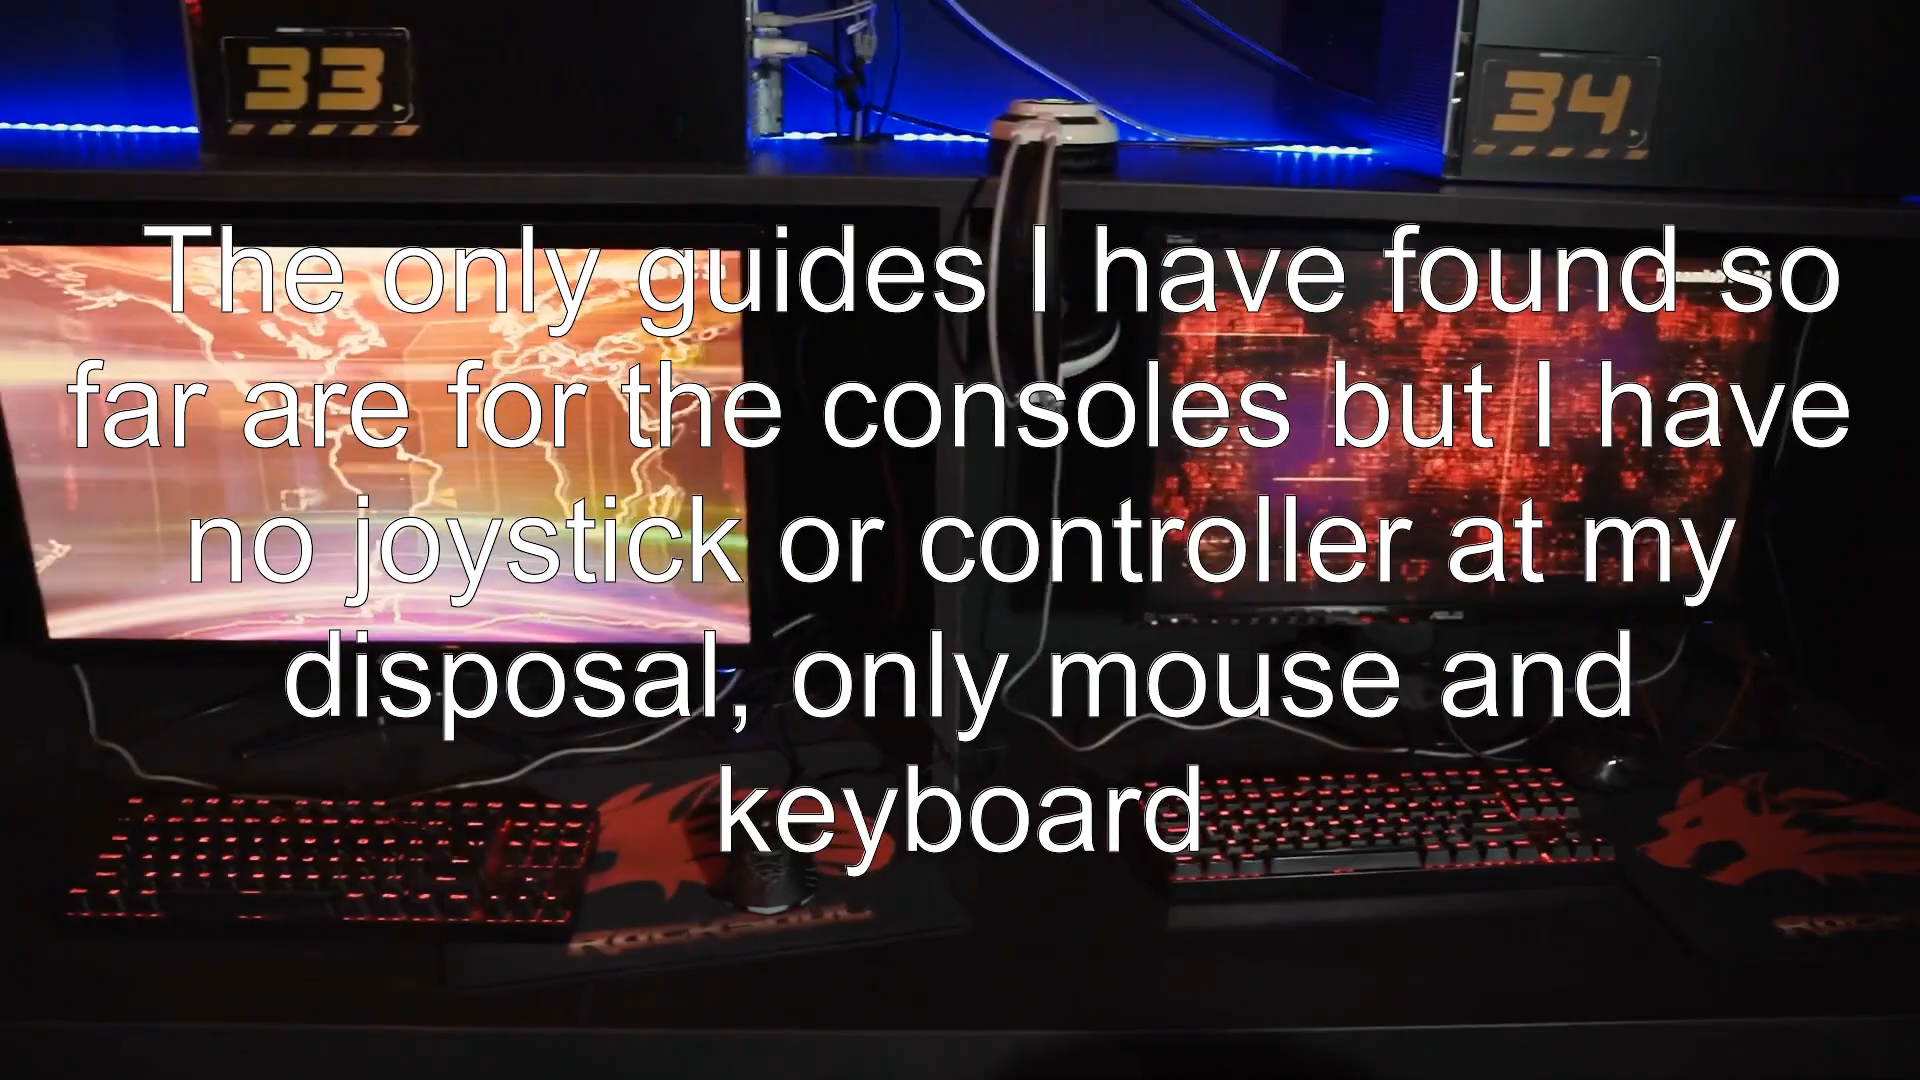 33
34
The only guides I have found so
far are for the consoles but I have
no joystick or controller at my
disposal, only mouse and
keyboard